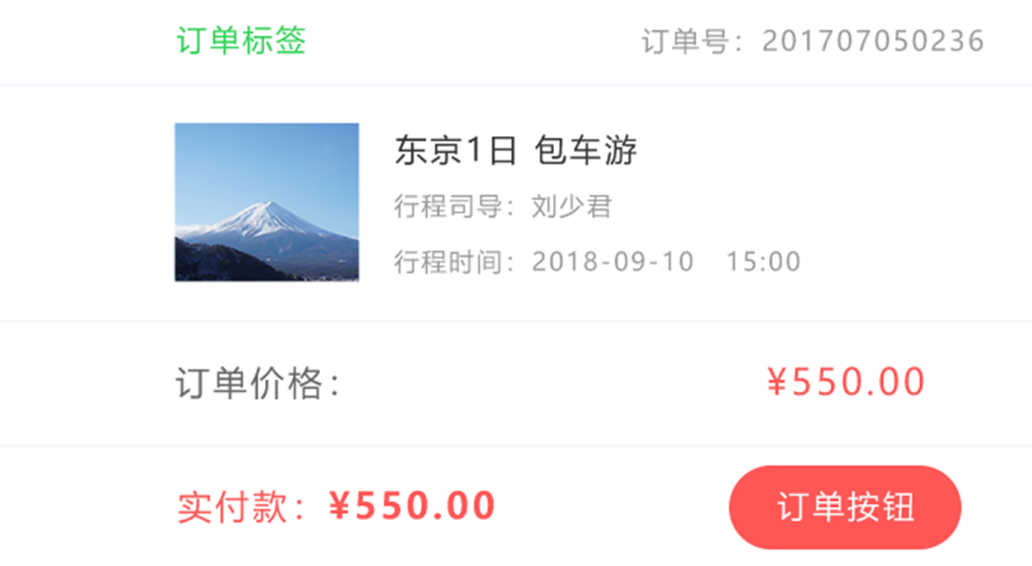 订单标签 订单号：201707050236
东京1日 包车游
行程司导：刘少君
行程时间：2018-09-10 15:00
订单价格： ¥550.00
实付款：¥550.00 订单按钮